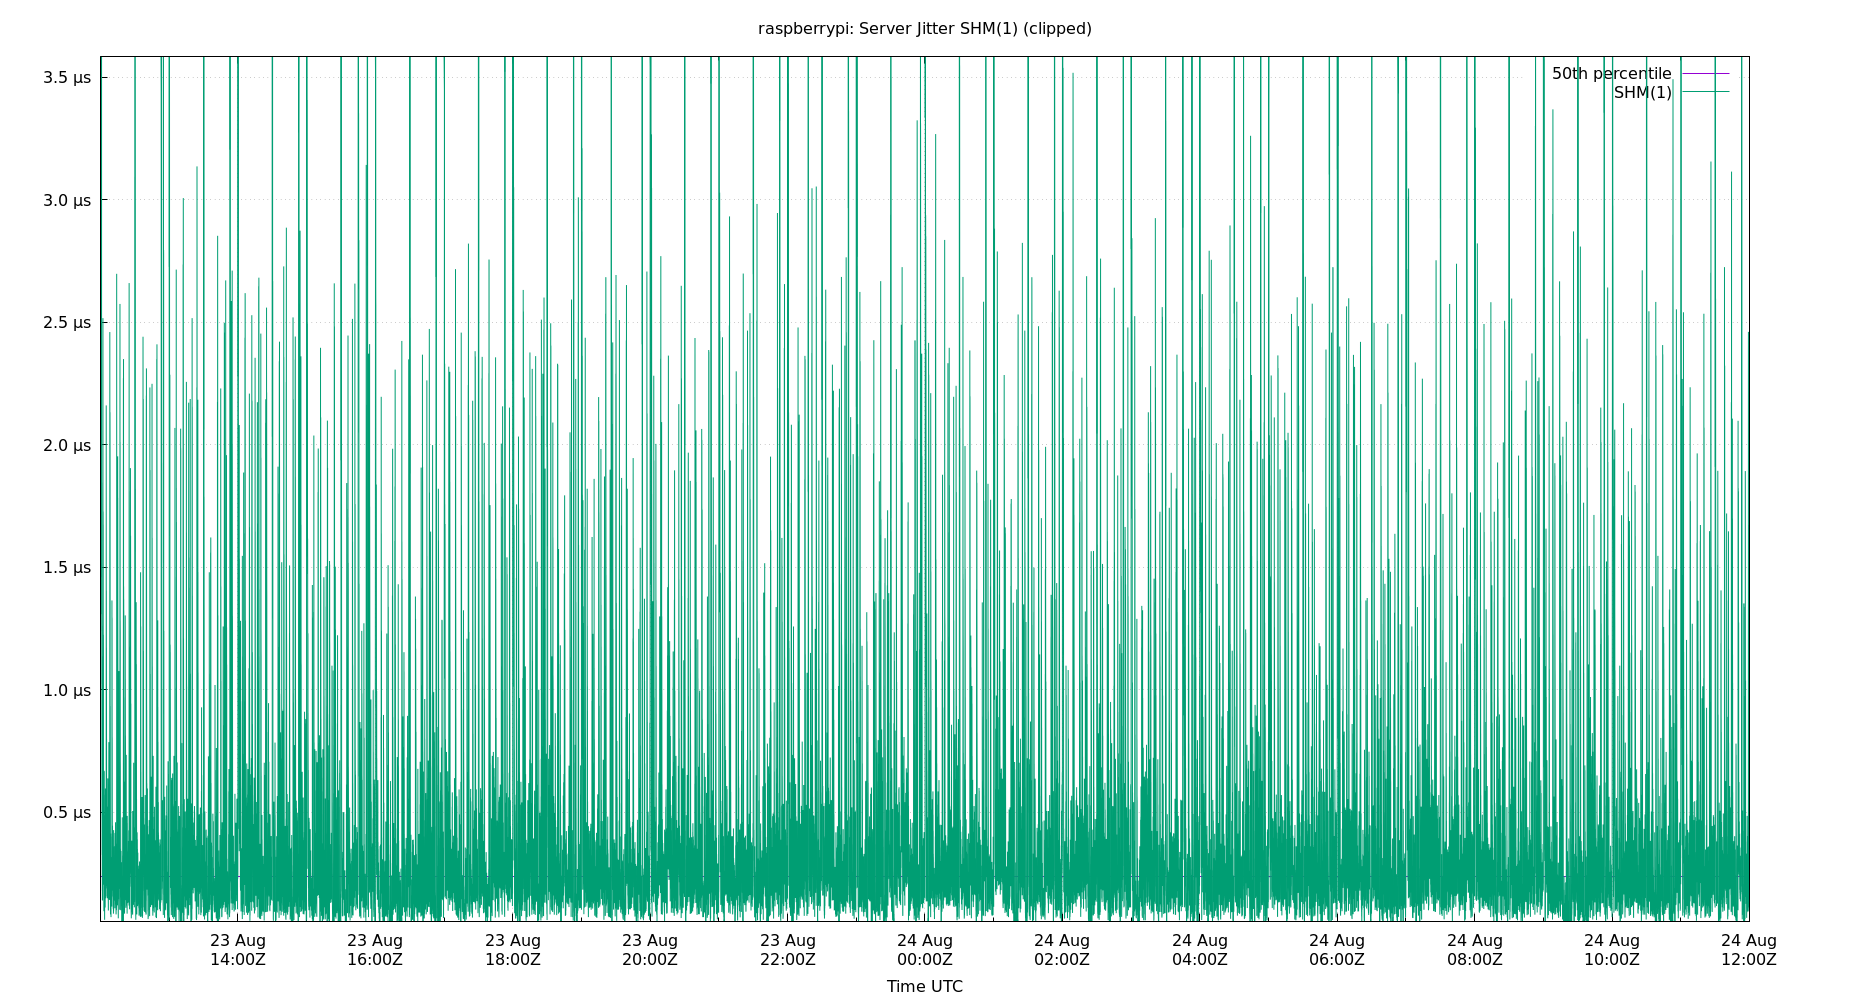 raspberrypi: Server Jitter SHM(1) (clipped)
50th percentile
SHM(1)
3.5 µs
3.0 µs
2.5 µs
2.0 µs
1.5 µs
1.0 µs
0.5 µs
23 Aug 23 Aug 23 Aug 23 Aug 23 Aug 24 Aug 24 Aug 24 Aug 24 Aug 24 Aug 24 Aug 24 Aug
14:00Z 16:00Z 18:00Z 20:00Z 22:00Z 00:00Z 02:00Z 04:00Z 06:00Z 08:00Z 10:00Z 12:00Z
Time UTC